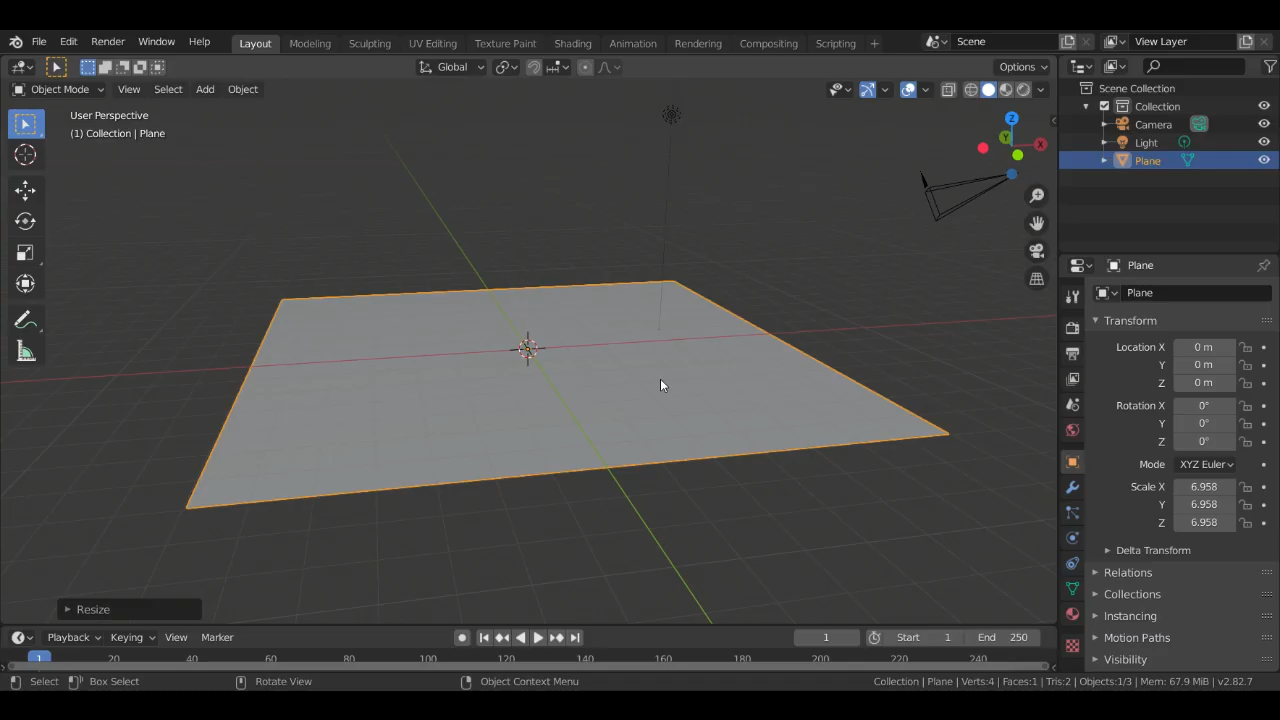 File Edit Render Window Help Layout Modeling Sculpting UV Editing Texture Paint Shading Animation Rendering Compositing Scripting + Scene View Layer
Global Options
Object Mode View Select Add Object
User Perspective
(1) Collection | Plane
Z
Y
X
Scene Collection
Collection
Camera
Light
Plane
Plane
Plane
Transform
Location X 0 m
Y 0 m
Z 0 m
Rotation X 0°
Y 0°
Z 0°
Mode XYZ Euler
Scale X 6.958
Y 6.958
Z 6.958
Delta Transform
Relations
Collections
Instancing
Motion Paths
Visibility
Resize
Playback Keying View Marker 1 Start 1 End 250
1 20 40 60 80 100 120 140 160 180 200 220 240
Select Box Select Rotate View Object Context Menu Collection | Plane | Verts:4 | Faces:1 | Tris:2 | Objects:1/3 | Mem: 67.9 MiB | v2.82.7